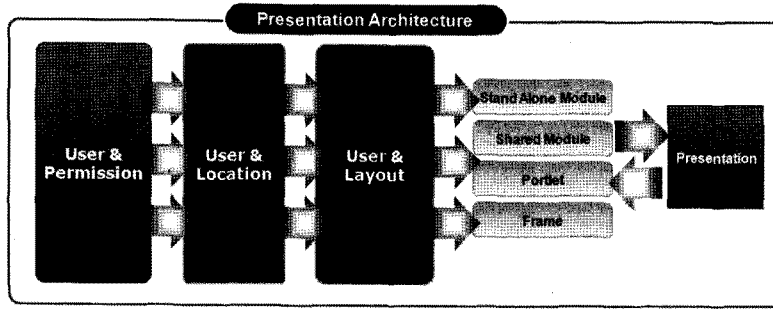 Presentation Architecture
User &
Permission
User &
Location
User &
Layout
Stand Alone Module
Shared Module
Portlet
Frame
Presentation